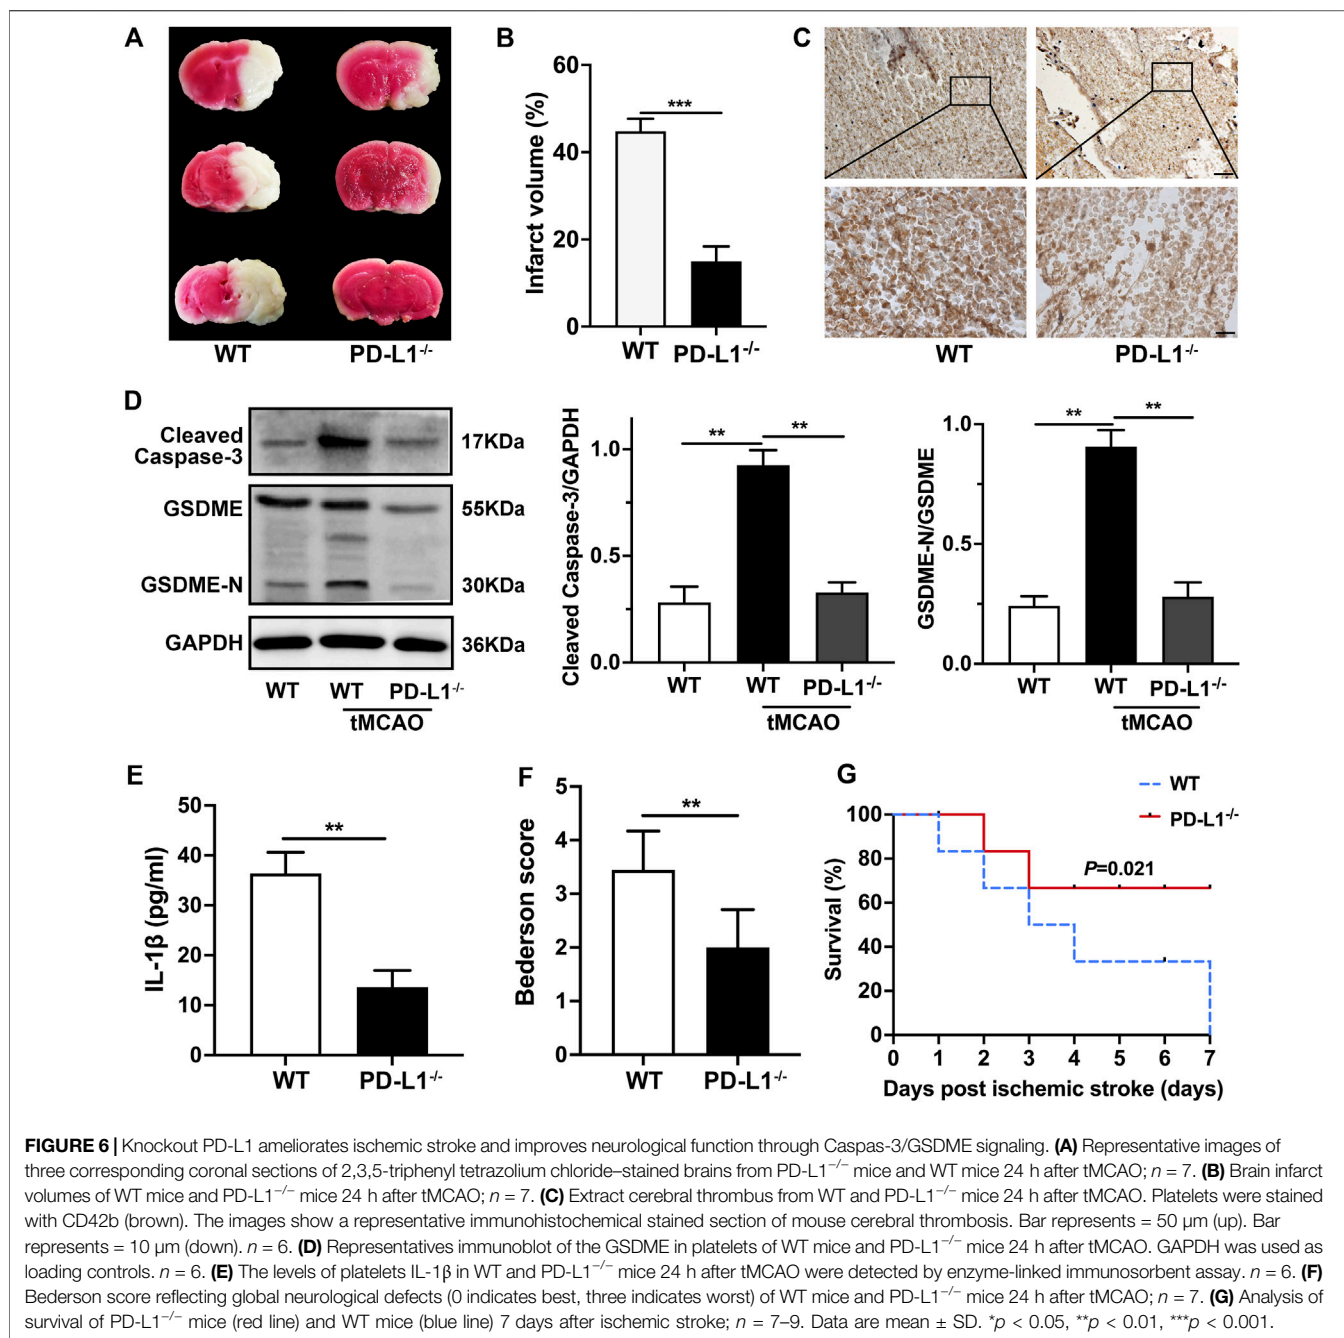 A
WT
PD-L1-/-
B
Infarct volume (%)
60
40
20
0
***
WT
PD-L1-/-
C
WT
PD-L1-/-
D
Cleaved
Caspase-3
17KDa
GSDME
55KDa
GSDME-N
30KDa
GAPDH
36KDa
WT
WT
PD-L1-/-
tMCAO
Cleaved Caspase-3/GAPDH
1.0
0.5
0.0
**
**
WT
WT
PD-L1-/-
tMCAO
GSDME-N/GSDME
1.0
0.5
0.0
**
**
WT
WT
PD-L1-/-
tMCAO
E
IL-1β (pg/ml)
50
40
30
20
10
0
**
WT
PD-L1-/-
F
Bederson score
5
4
3
2
1
0
**
WT
PD-L1-/-
G
WT
PD-L1-/-
Survival (%)
100
80
60
40
20
0
P=0.021
0 1 2 3 4 5 6 7
Days post ischemic stroke (days)
FIGURE 6 | Knockout PD-L1 ameliorates ischemic stroke and improves neurological function through Caspas-3/GSDME signaling. (A) Representative images of
three corresponding coronal sections of 2,3,5-triphenyl tetrazolium chloride–stained brains from PD-L1−/− mice and WT mice 24 h after tMCAO; n = 7. (B) Brain infarct
volumes of WT mice and PD-L1−/− mice 24 h after tMCAO; n = 7. (C) Extract cerebral thrombus from WT and PD-L1−/− mice 24 h after tMCAO. Platelets were stained
with CD42b (brown). The images show a representative immunohistochemical stained section of mouse cerebral thrombosis. Bar represents = 50 µm (up). Bar
represents = 10 µm (down). n = 6. (D) Representatives immunoblot of the GSDME in platelets of WT mice and PD-L1−/− mice 24 h after tMCAO. GAPDH was used as
loading controls. n = 6. (E) The levels of platelets IL-1β in WT and PD-L1−/− mice 24 h after tMCAO were detected by enzyme-linked immunosorbent assay. n = 6. (F)
Bederson score reflecting global neurological defects (0 indicates best, three indicates worst) of WT mice and PD-L1−/− mice 24 h after tMCAO; n = 7. (G) Analysis of
survival of PD-L1−/− mice (red line) and WT mice (blue line) 7 days after ischemic stroke; n = 7–9. Data are mean ± SD. *p < 0.05, **p < 0.01, ***p < 0.001.